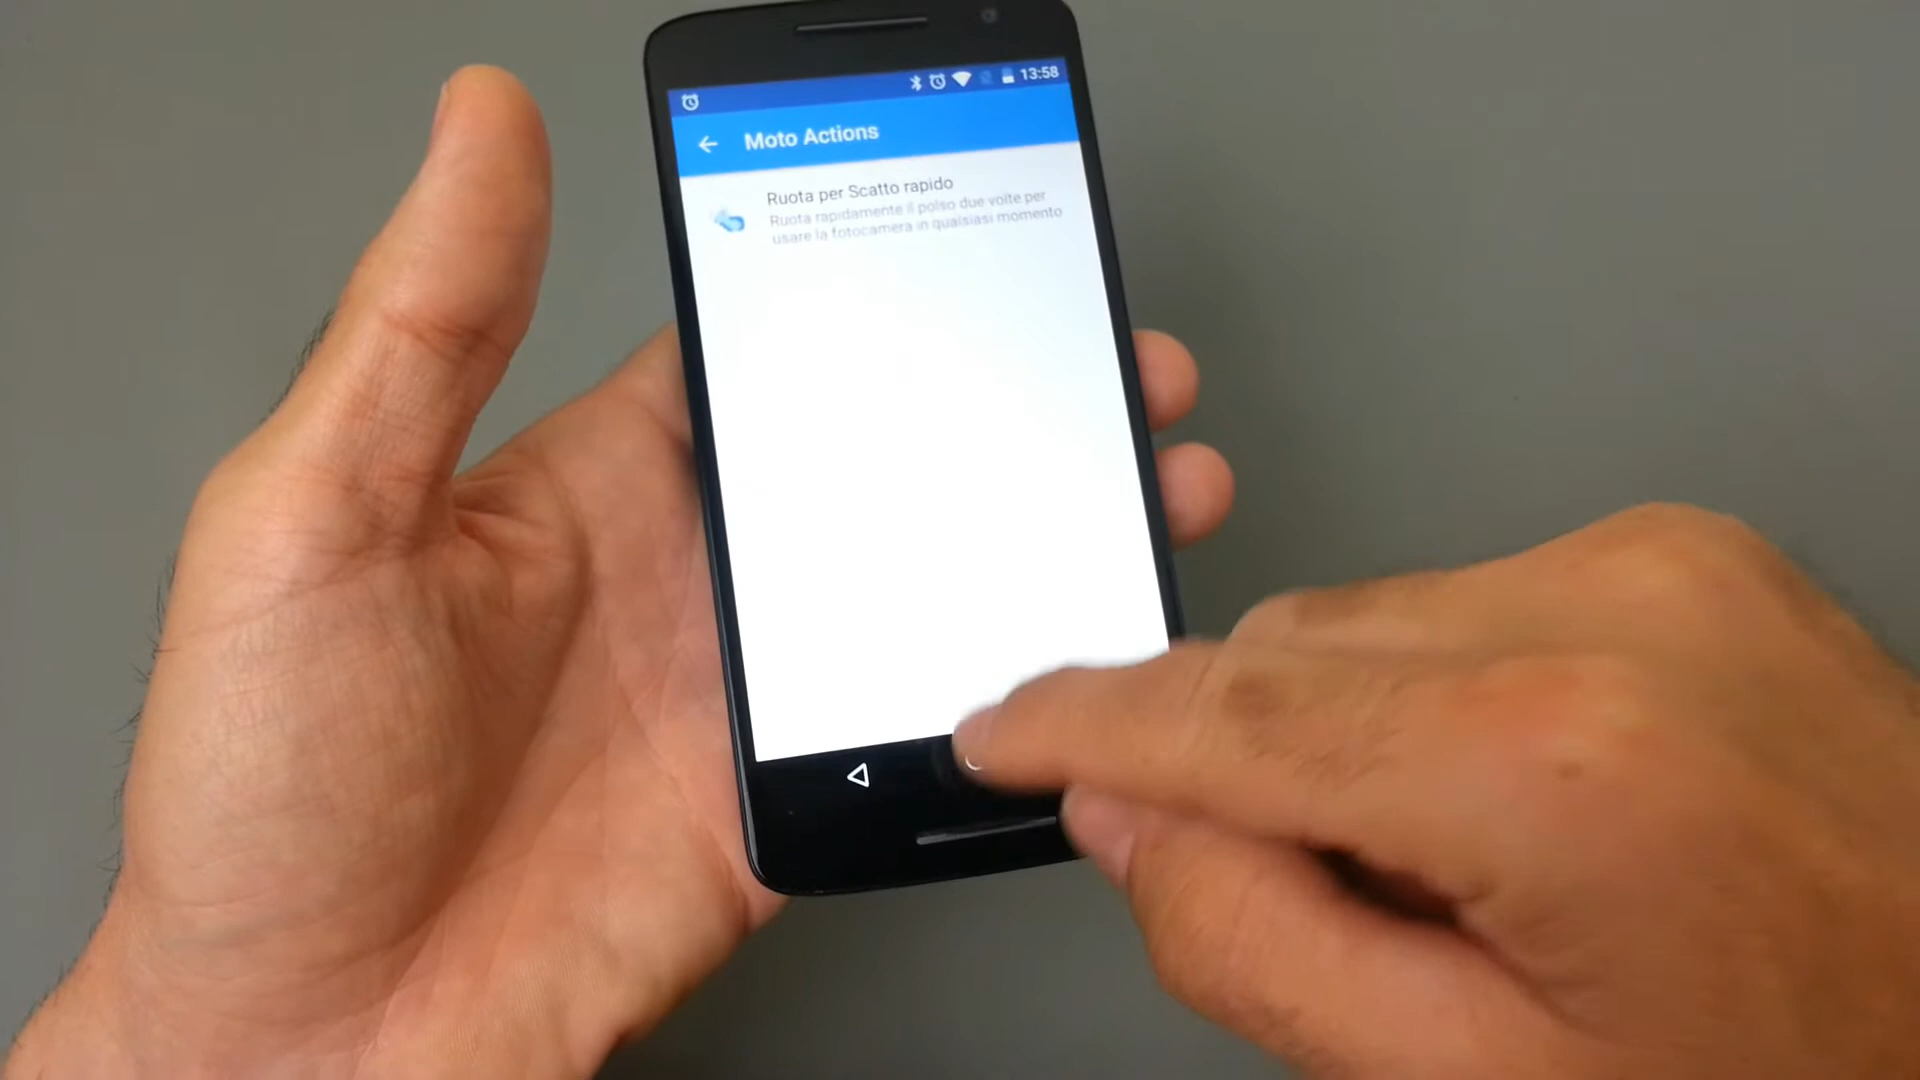 13:58
Moto Actions
Ruota per Scatto rapido
Ruota rapidamente il polso due volte per
usare la fotocamera in qualsiasi momento